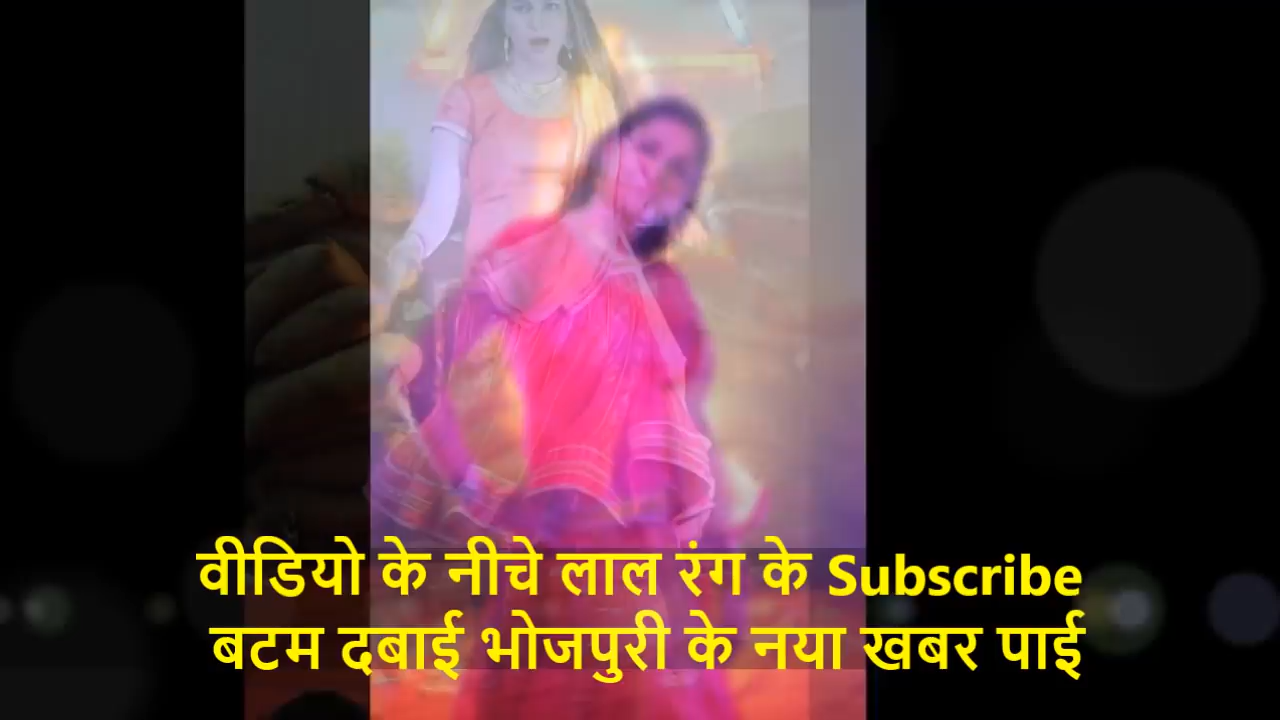 वीडियो के नीचे लाल रंग के Subscribe
बटम दबाई भोजपुरी के नया खबर पाई